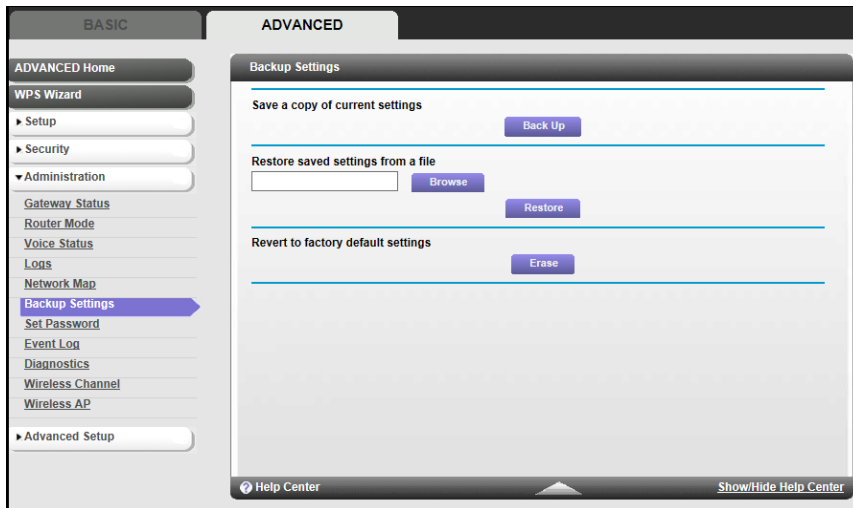 BASIC
ADVANCED
ADVANCED Home
WPS Wizard
Setup
Security
Administration
Gateway Status
Router Mode
Voice Status
Logs
Network Map
Backup Settings
Set Password
Event Log
Diagnostics
Wireless Channel
Wireless AP
Advanced Setup
Backup Settings
Save a copy of current settings
Back Up
Restore saved settings from a file
Browse
Restore
Revert to factory default settings
Erase
? Help Center
Show/Hide Help Center